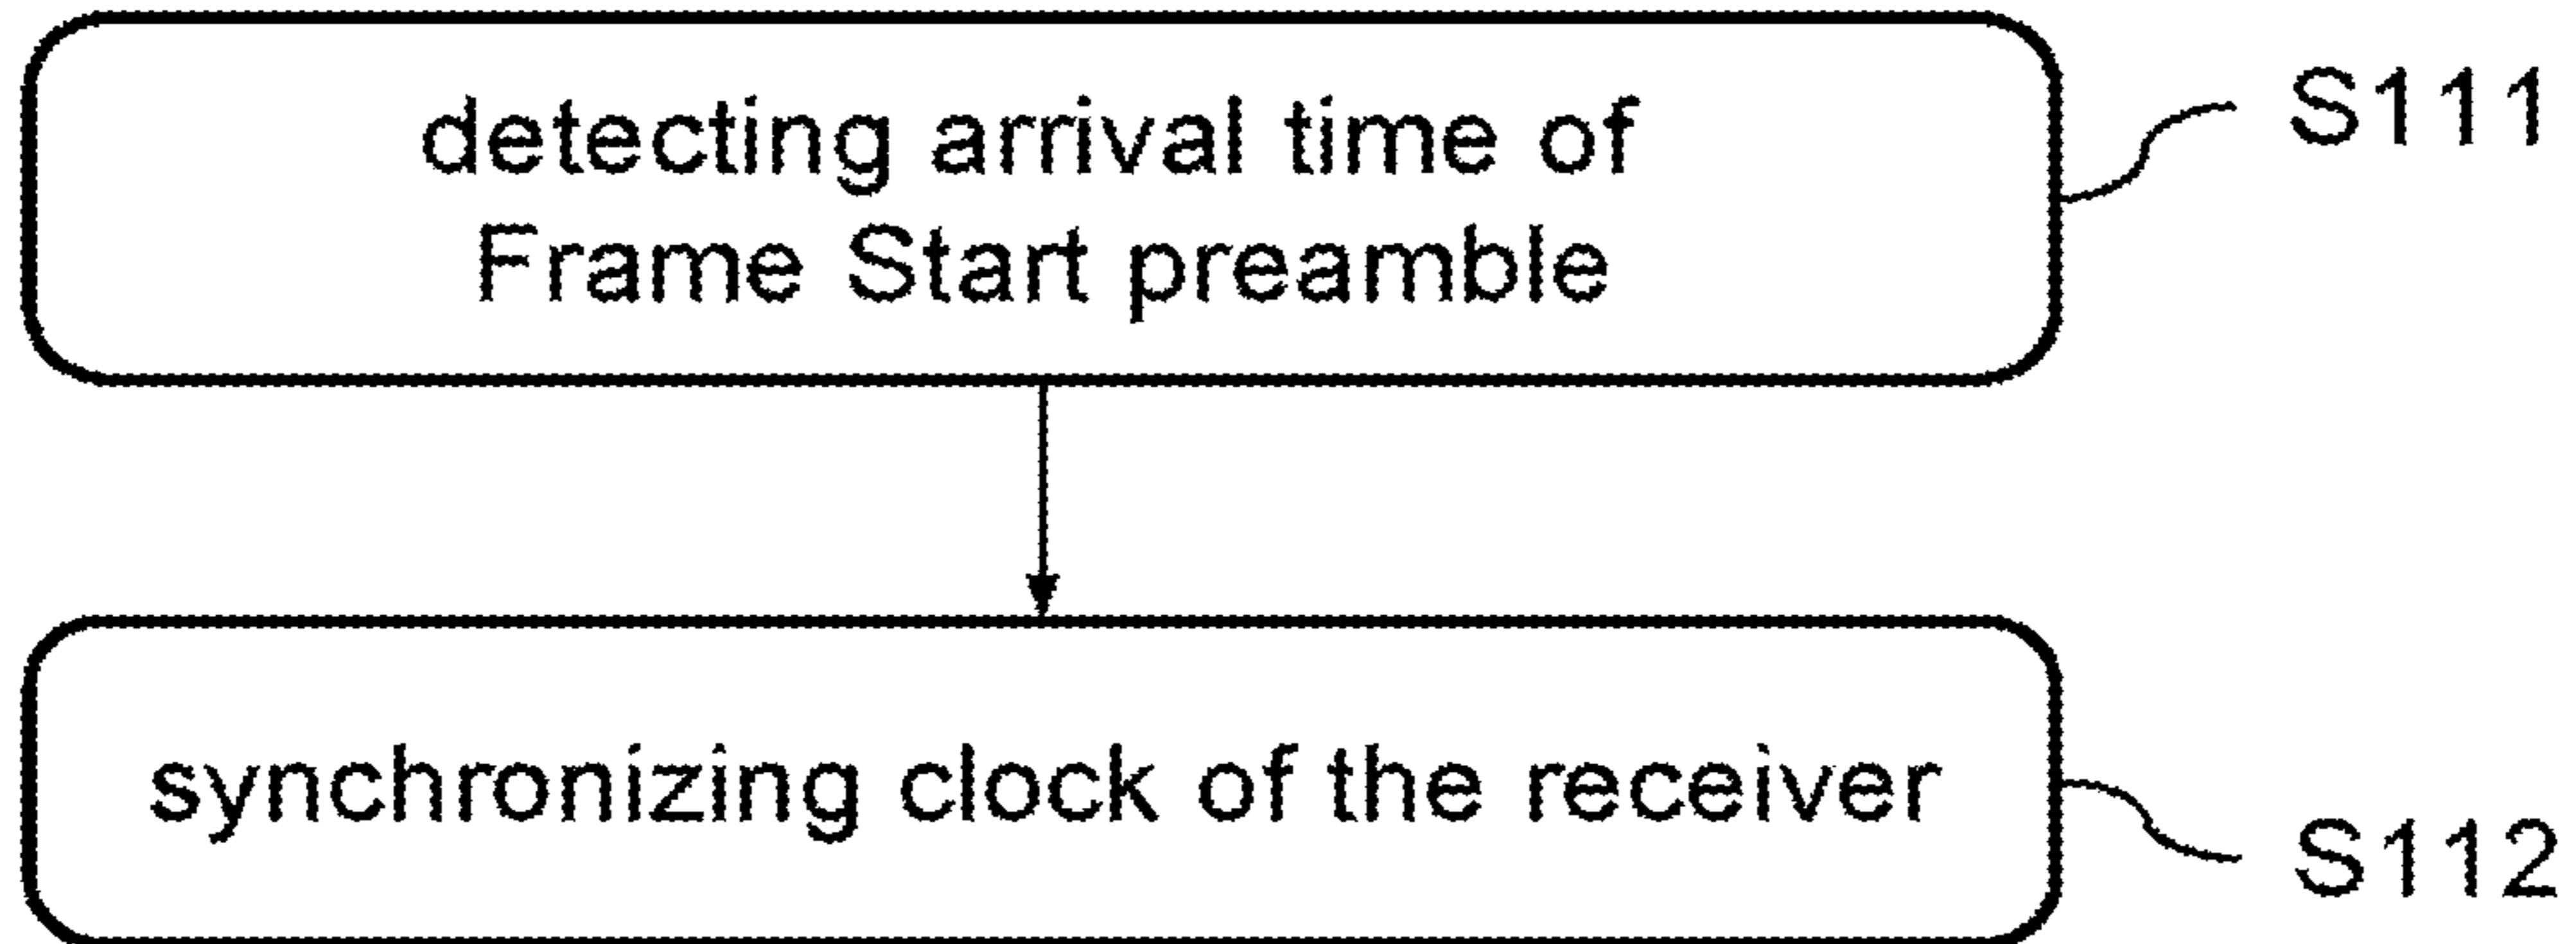 detecting arrival time of
Frame Start preamble
S111
synchronizing clock of the receiver
S112